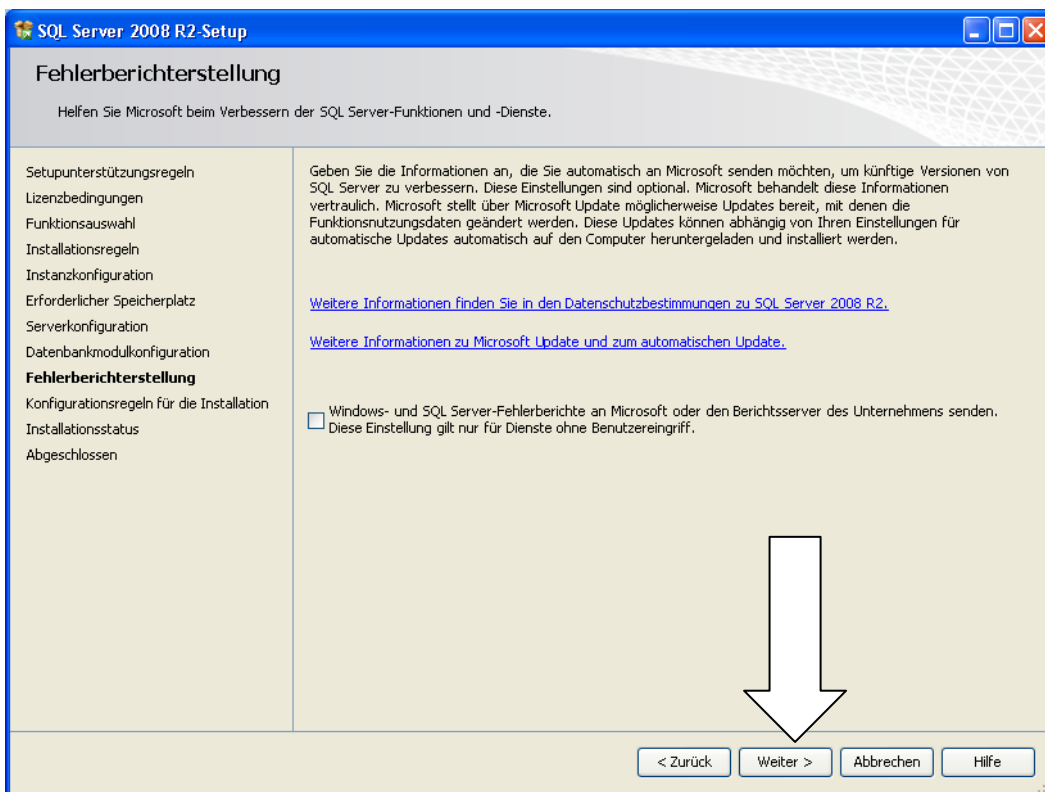 SQL Server 2008 R2-Setup
Fehlerberichterstellung
Helfen Sie Microsoft beim Verbessern der SQL Server-Funktionen und -Dienste.
Setupunterstützungsregeln
Lizenzbedingungen
Funktionsauswahl
Installationsregeln
Instanzkonfiguration
Erforderlicher Speicherplatz
Serverkonfiguration
Datenbankmodulkonfiguration
Fehlerberichterstellung
Konfigurationsregeln für die Installation
Installationsstatus
Abgeschlossen
Geben Sie die Informationen an, die Sie automatisch an Microsoft senden möchten, um künftige Versionen von
SQL Server zu verbessern. Diese Einstellungen sind optional. Microsoft behandelt diese Informationen
vertraulich. Microsoft stellt über Microsoft Update möglicherweise Updates bereit, mit denen die
Funktionsnutzungsdaten geändert werden. Diese Updates können abhängig von Ihren Einstellungen für
automatische Updates automatisch auf den Computer heruntergeladen und installiert werden.
Weitere Informationen finden Sie in den Datenschutzbestimmungen zu SQL Server 2008 R2.
Weitere Informationen zu Microsoft Update und zum automatischen Update.
Windows- und SQL Server-Fehlerberichte an Microsoft oder den Berichtsserver des Unternehmens senden.
Diese Einstellung gilt nur für Dienste ohne Benutzereingriff.
< Zurück
Weiter >
Abbrechen
Hilfe